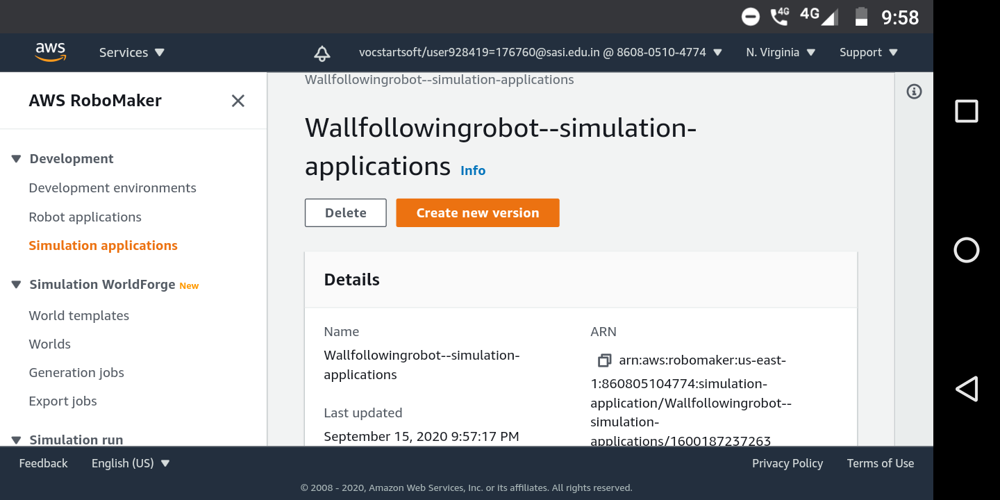 4G
4G
9:58
aws
Services
vocstartsoft/user928419=176760@sasi.edu.in @ 8608-0510-4774
N. Virginia
Support
AWS RoboMaker
Development
Development environments
Robot applications
Simulation applications
Simulation WorldForge New
World templates
Worlds
Generation jobs
Export jobs
Simulation run
Wallfollowingrobot--simulation-applications
Wallfollowingrobot--simulation-
applications Info
Delete
Create new version
Details
Name
Wallfollowingrobot--simulation-
applications
Last updated
September 15, 2020 9:57:17 PM
ARN
arn:aws:robomaker:us-east-
1:860805104774:simulation-
application/Wallfollowingrobot--
simulation-
applications/1600187237263
Feedback
English (US)
Privacy Policy
Terms of Use
© 2008 - 2020, Amazon Web Services, Inc. or its affiliates. All rights reserved.